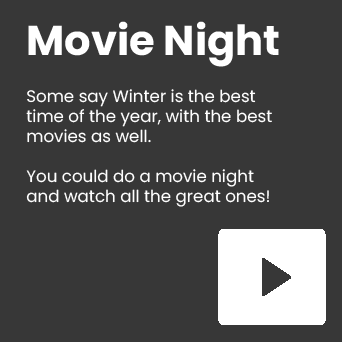 Movie Night
Some say Winter is the best
time of the year, with the best
movies as well.
You could do a movie night
and watch all the great ones!